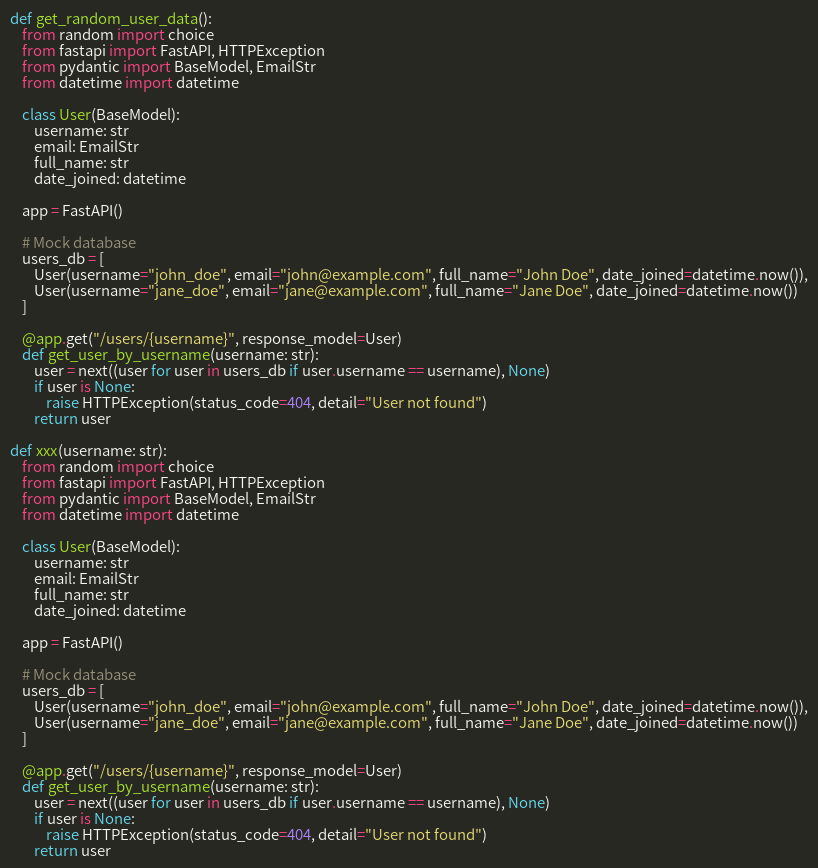 def get_random_user_data():
    from random import choice
    from fastapi import FastAPI, HTTPException
    from pydantic import BaseModel, EmailStr
    from datetime import datetime

    class User(BaseModel):
        username: str
        email: EmailStr
        full_name: str
        date_joined: datetime

    app = FastAPI()

    # Mock database
    users_db = [
        User(username="john_doe", email="john@example.com", full_name="John Doe", date_joined=datetime.now()),
        User(username="jane_doe", email="jane@example.com", full_name="Jane Doe", date_joined=datetime.now())
    ]

    @app.get("/users/{username}", response_model=User)
    def get_user_by_username(username: str):
        user = next((user for user in users_db if user.username == username), None)
        if user is None:
            raise HTTPException(status_code=404, detail="User not found")
        return user

def xxx(username: str):
    from random import choice
    from fastapi import FastAPI, HTTPException
    from pydantic import BaseModel, EmailStr
    from datetime import datetime

    class User(BaseModel):
        username: str
        email: EmailStr
        full_name: str
        date_joined: datetime

    app = FastAPI()

    # Mock database
    users_db = [
        User(username="john_doe", email="john@example.com", full_name="John Doe", date_joined=datetime.now()),
        User(username="jane_doe", email="jane@example.com", full_name="Jane Doe", date_joined=datetime.now())
    ]

    @app.get("/users/{username}", response_model=User)
    def get_user_by_username(username: str):
        user = next((user for user in users_db if user.username == username), None)
        if user is None:
            raise HTTPException(status_code=404, detail="User not found")
        return user